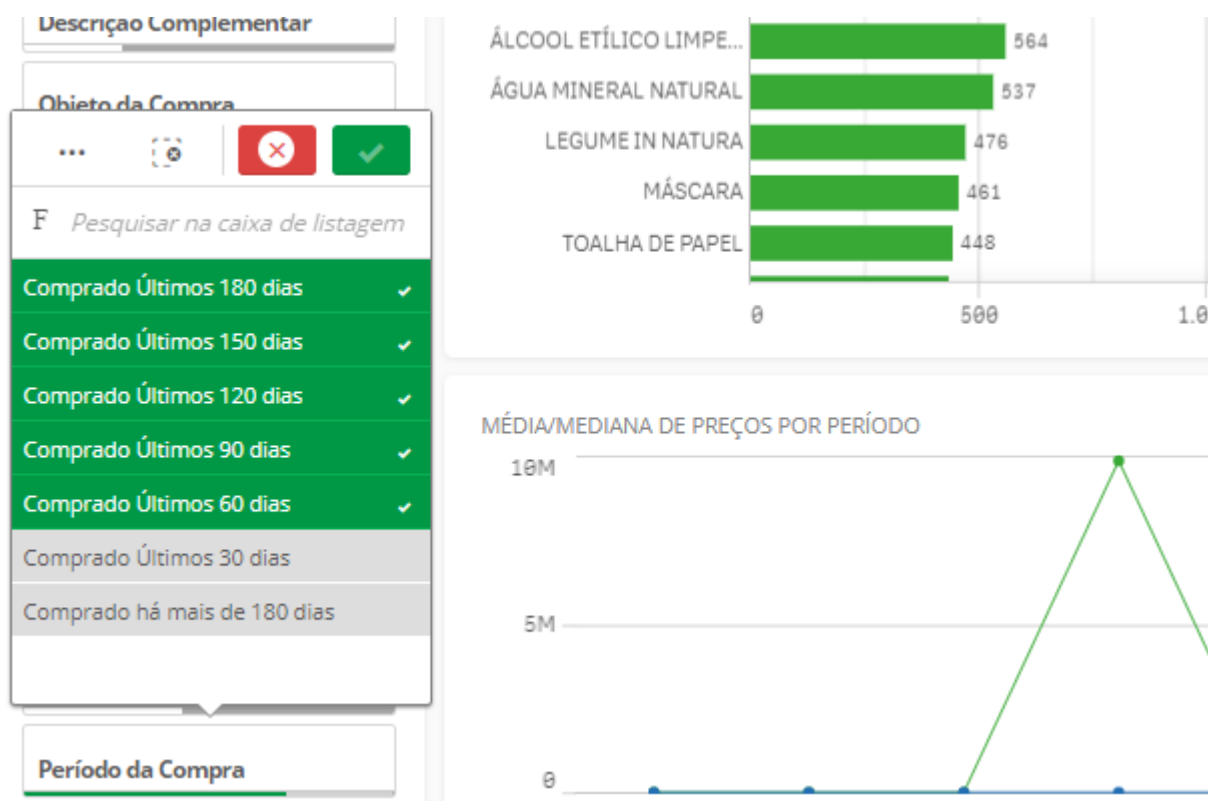 Descrição Complementar
Objeto da Compra
F Pesquisar na caixa de listagem
Comprado Últimos 180 dias
Comprado Últimos 150 dias
Comprado Últimos 120 dias
Comprado Últimos 90 dias
Comprado Últimos 60 dias
Comprado Últimos 30 dias
Comprado há mais de 180 dias
Período da Compra
ÁLCOOL ETÍLICO LIMPE... 564
ÁGUA MINERAL NATURAL 537
LEGUME IN NATURA 476
MÁSCARA 461
TOALHA DE PAPEL 448
0 500 1.0
MÉDIA/MEDIANA DE PREÇOS POR PERÍODO
10M
5M
0